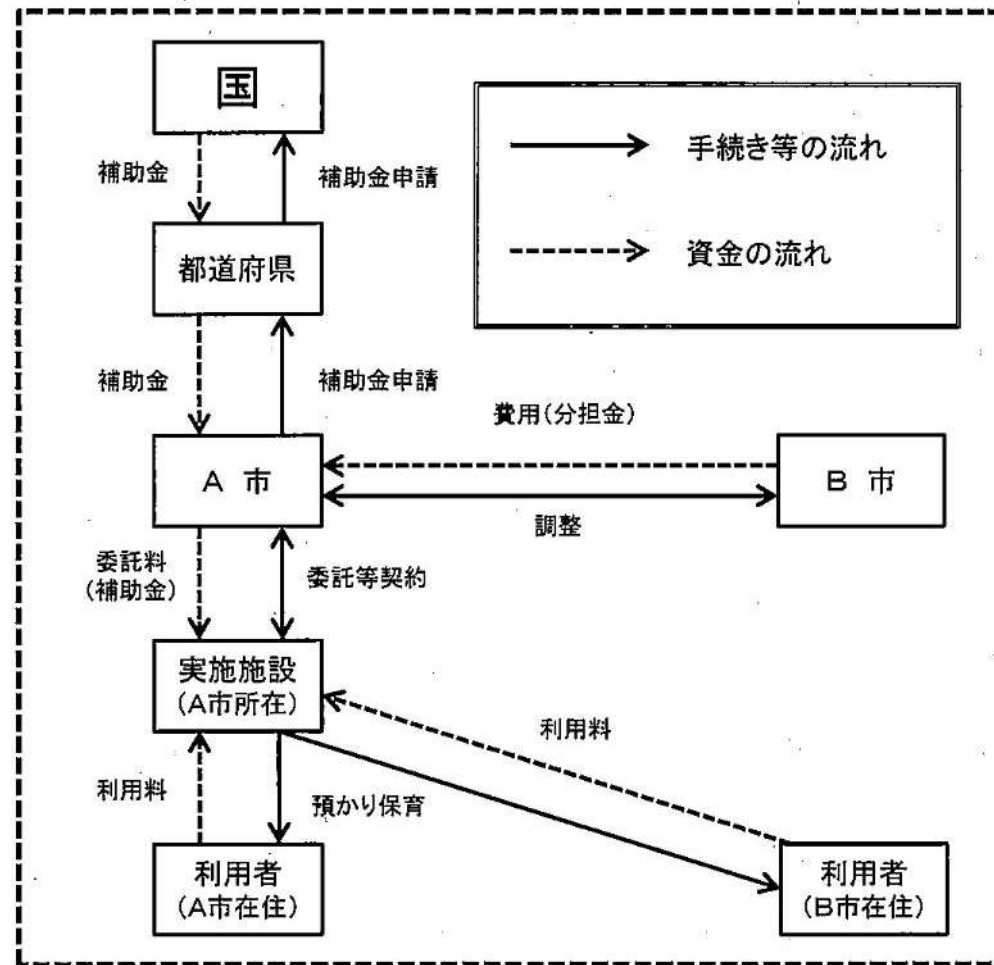 国
手続き等の流れ
補助金
補助金申請
資金の流れ
都道府県
補助金
補助金申請
費用(分担金)
A 市
B 市
調整
委託料
(補助金)
委託等契約
実施施設
(A市所在)
利用料
利用料
預かり保育
利用者
(A市在住)
利用者
(B市在住)